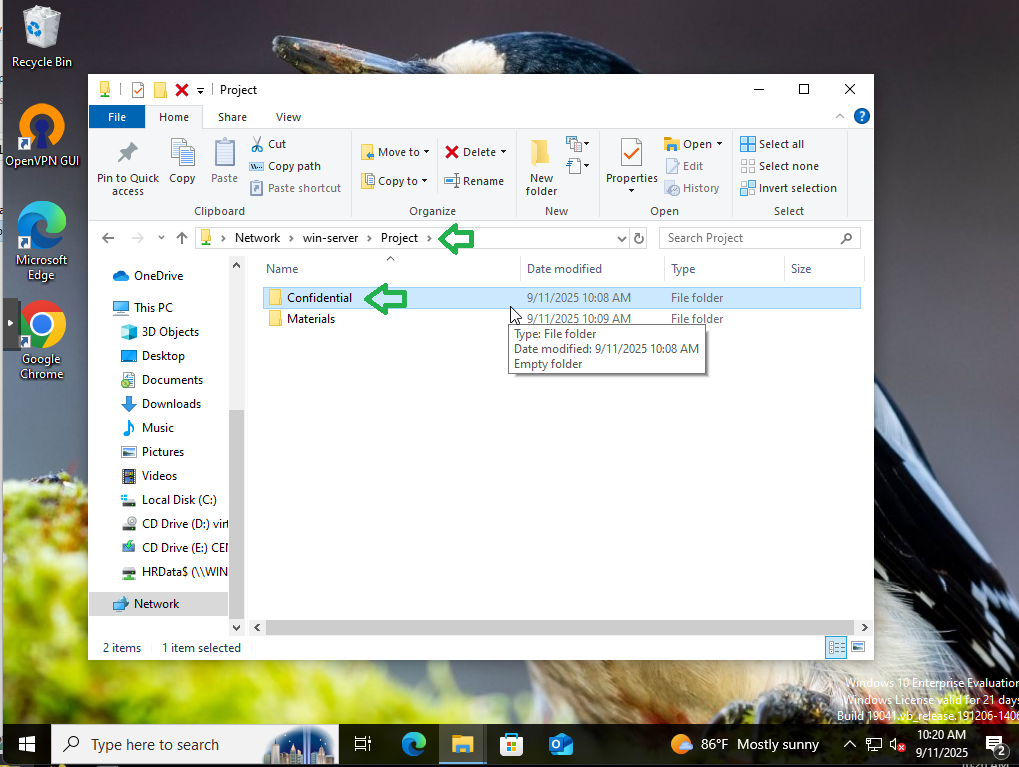 Recycle Bin
OpenVPN GUI
Microsoft
Edge
Google
Chrome
Project
File
Home
Share
View
Pin to Quick
access
Copy
Paste
Cut
Copy path
Paste shortcut
Clipboard
Move to
Copy to
Delete
Rename
Organize
New
folder
New
Properties
Open
Edit
History
Open
Select all
Select none
Invert selection
Select
Network > win-server > Project >
Search Project
OneDrive
This PC
3D Objects
Desktop
Documents
Downloads
Music
Pictures
Videos
Local Disk (C:)
CD Drive (D:) virt
CD Drive (E:) CEN
HRData$ (\\WIN
Network
Name Date modified Type Size
Confidential 9/11/2025 10:08 AM File folder
Materials 9/11/2025 10:09 AM File folder
Type: File folder
Date modified: 9/11/2025 10:08 AM
Empty folder
2 items 1 item selected
Windows 10 Enterprise Evaluation
Windows License valid for 21 days
Build 19041.vb_release.191206-1406
Type here to search
86°F Mostly sunny
10:20 AM
9/11/2025
2